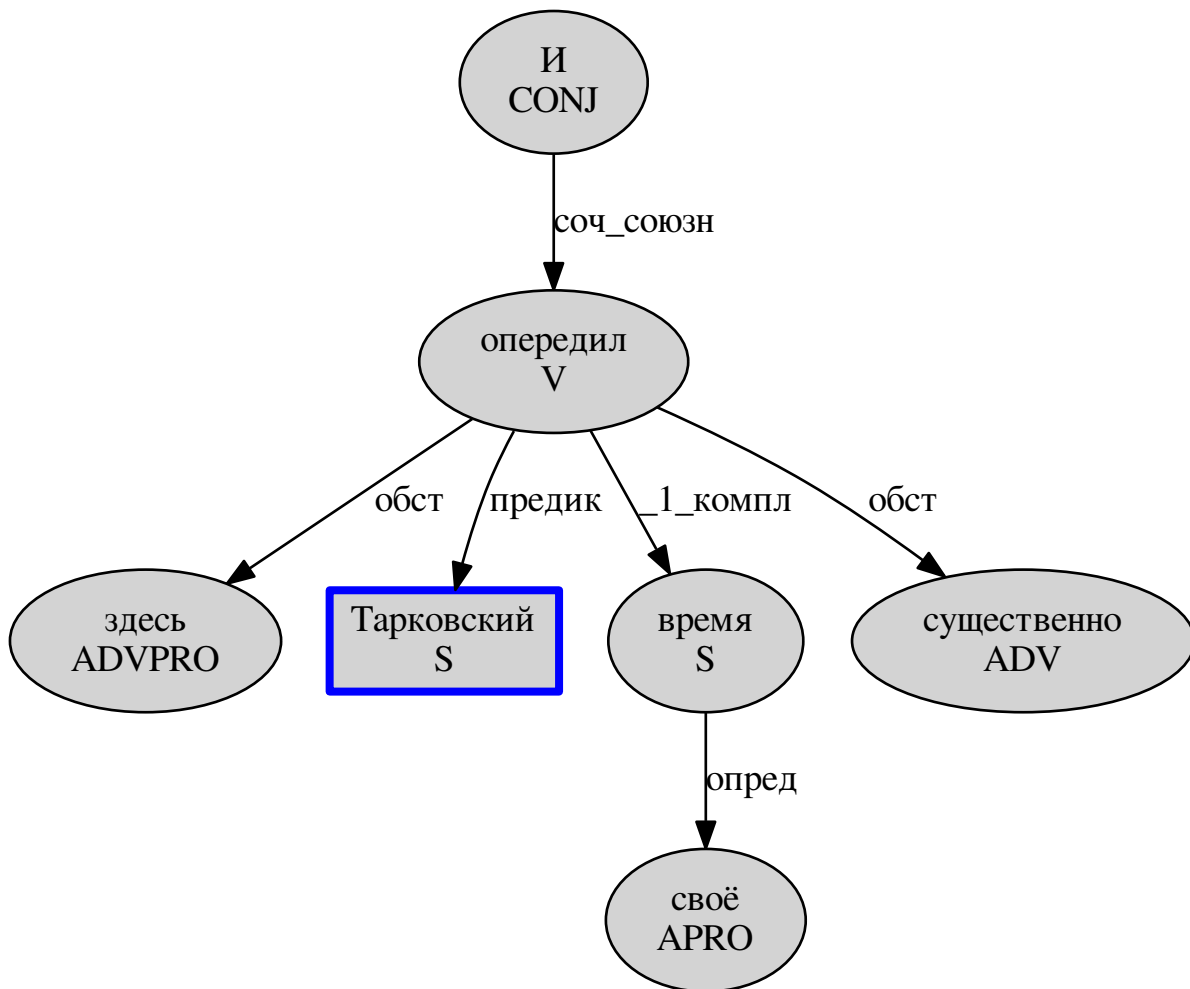 И
CONJ
соч_союзн
опередил
V
обст
предик
_1_компл
обст
здесь
ADVPRO
Тарковский
S
время
S
существенно
ADV
опред
своё
APRO